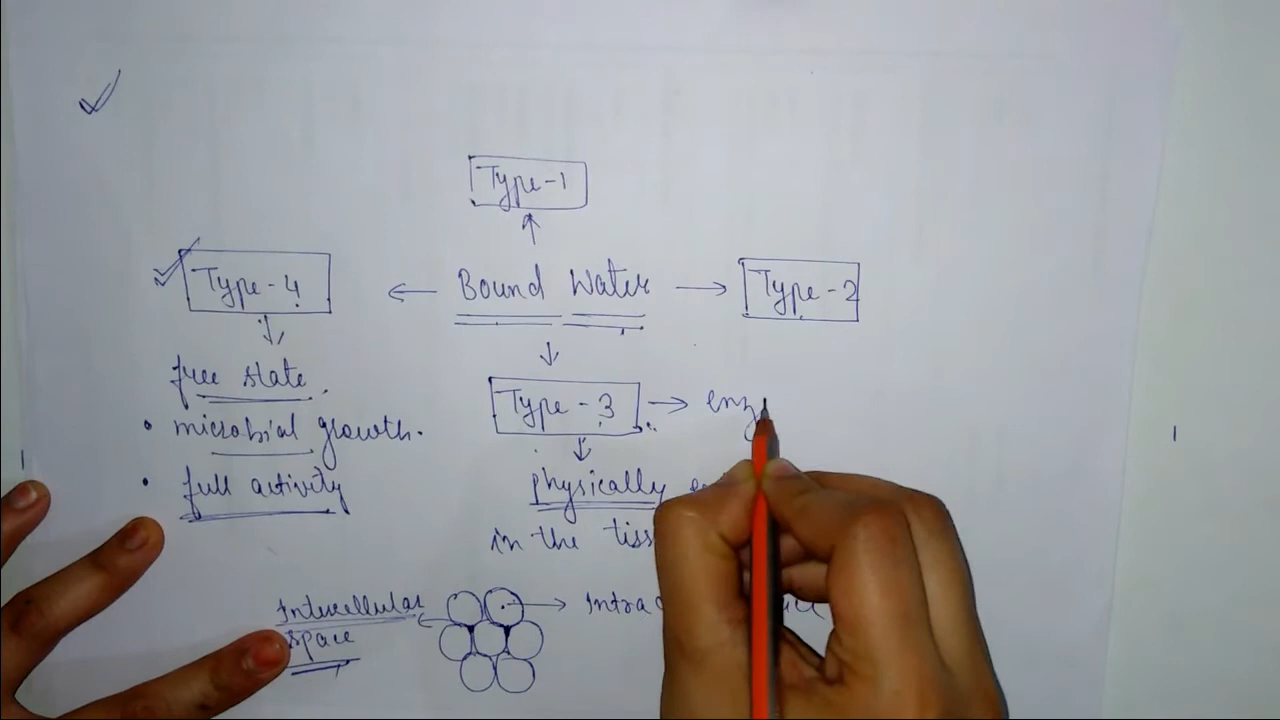 Type-1
Type-4
Bound Water
Type-2
free state
Type-3
enz
• microbial growth.
• full activity
physically
in the
Intercellular
space
Intra